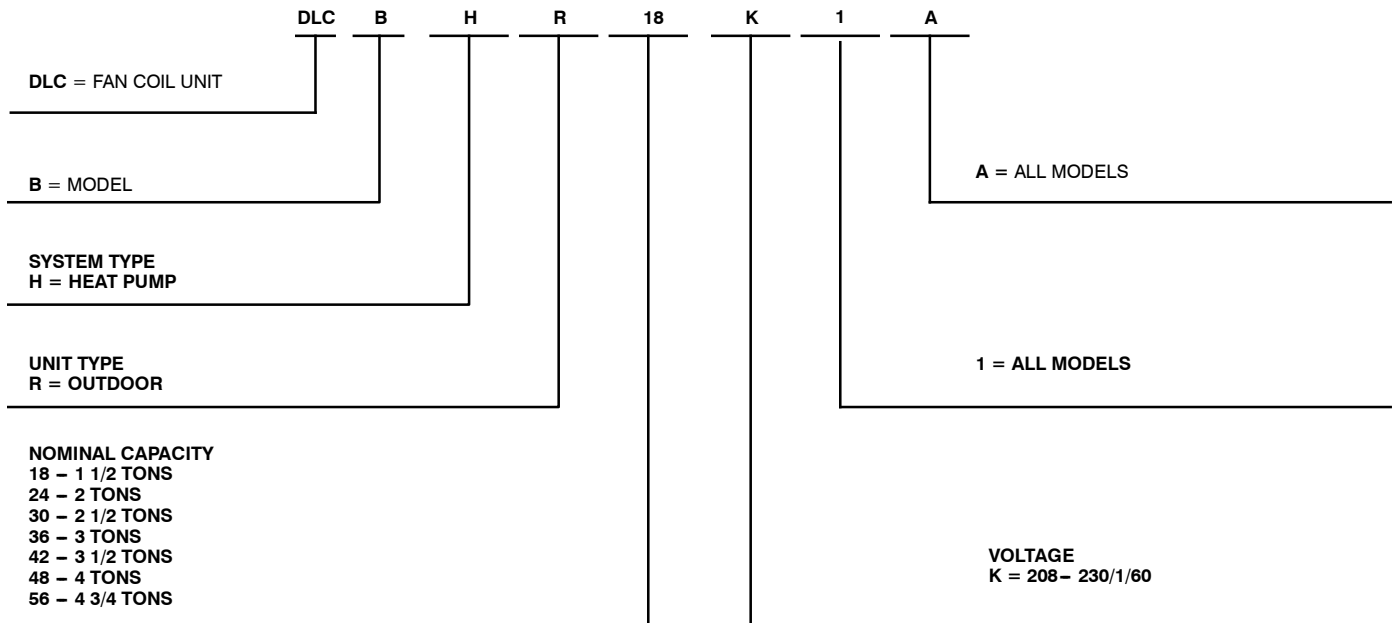 DLC B H R 18 K 1 A
DLC = FAN COIL UNIT
B = MODEL
A = ALL MODELS
SYSTEM TYPE
H = HEAT PUMP
UNIT TYPE
R = OUTDOOR
1 = ALL MODELS
NOMINAL CAPACITY
18 – 1 1/2 TONS
24 – 2 TONS
30 – 2 1/2 TONS
36 – 3 TONS
42 – 3 1/2 TONS
48 – 4 TONS
56 – 4 3/4 TONS
VOLTAGE
K = 208– 230/1/60